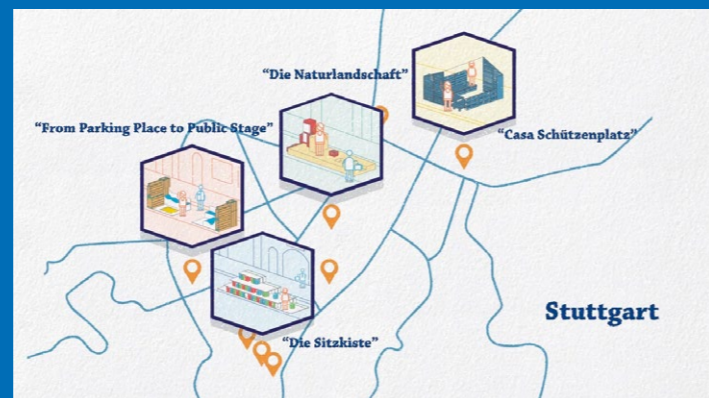 “Die Naturlandschaft”
“From Parking Place to Public Stage”
“Casa Schützenplatz”
Stuttgart
“Die Sitzkiste”